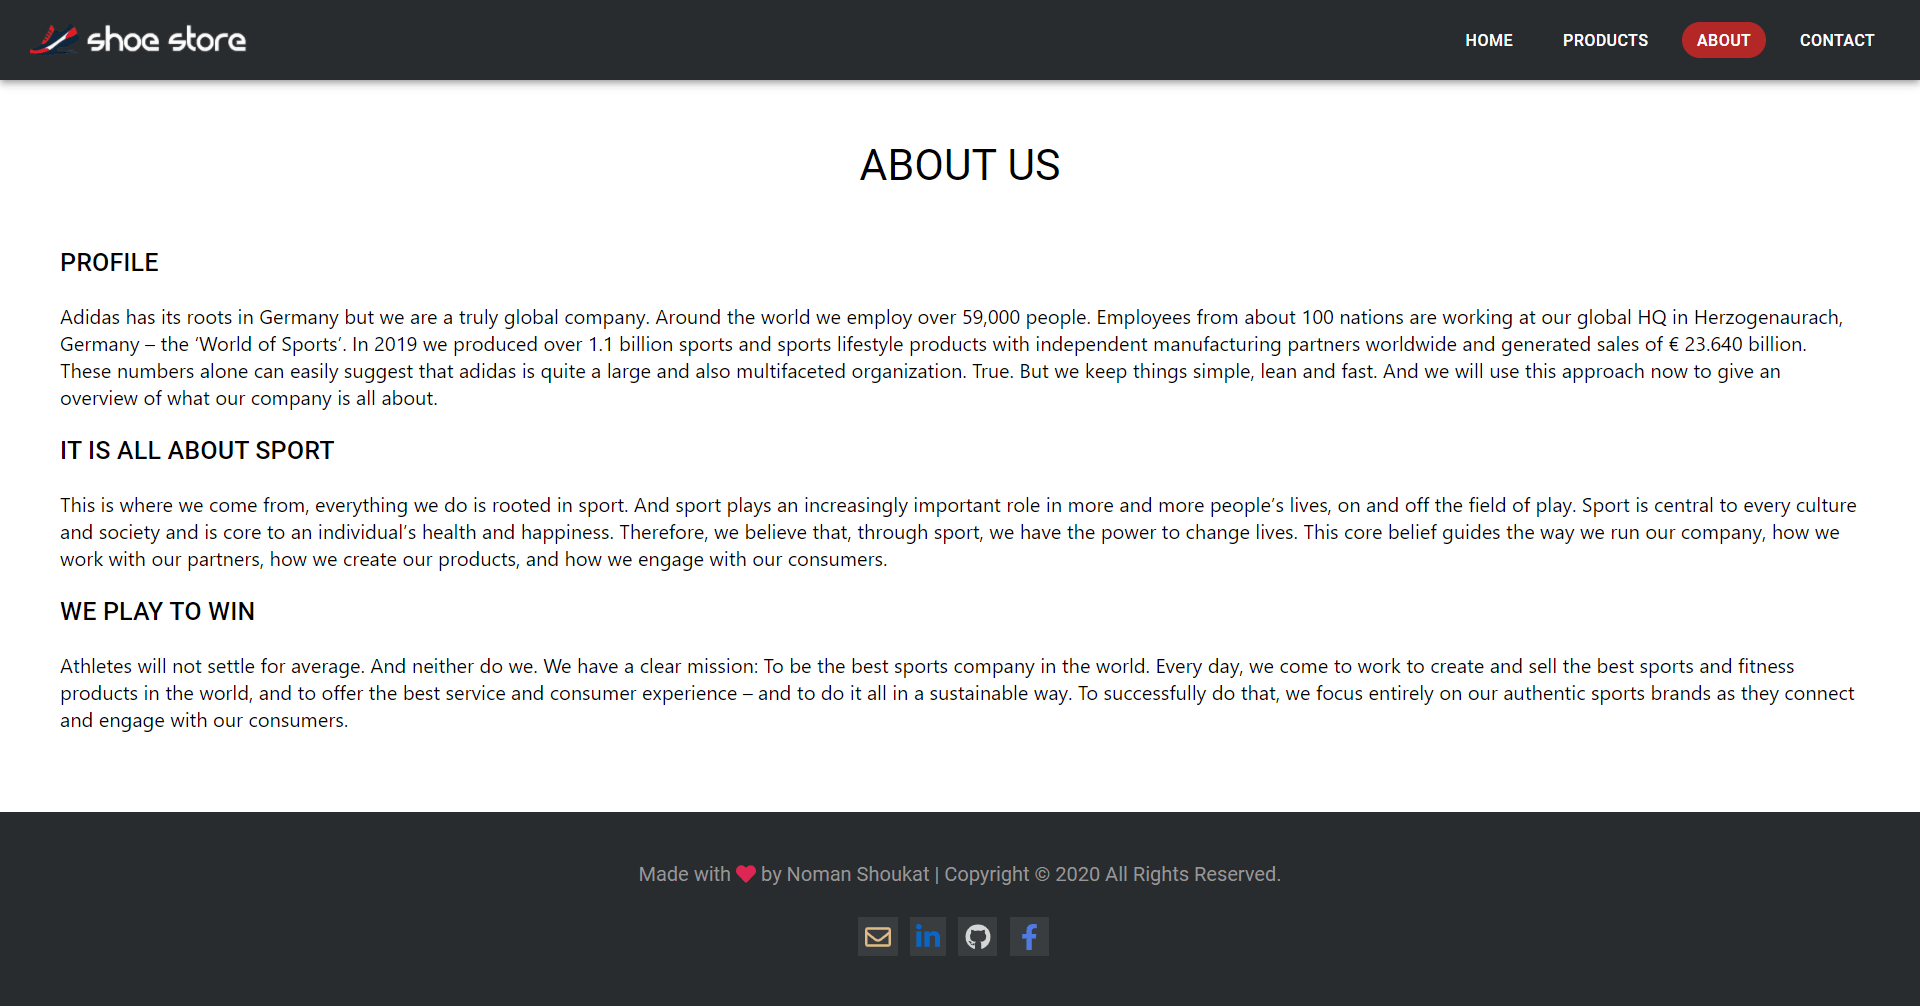 shoe store
HOME PRODUCTS ABOUT CONTACT
ABOUT US
PROFILE
Adidas has its roots in Germany but we are a truly global company. Around the world we employ over 59,000 people. Employees from about 100 nations are working at our global HQ in Herzogenaurach,
Germany – the ‘World of Sports’. In 2019 we produced over 1.1 billion sports and sports lifestyle products with independent manufacturing partners worldwide and generated sales of € 23.640 billion.
These numbers alone can easily suggest that adidas is quite a large and also multifaceted organization. True. But we keep things simple, lean and fast. And we will use this approach now to give an
overview of what our company is all about.
IT IS ALL ABOUT SPORT
This is where we come from, everything we do is rooted in sport. And sport plays an increasingly important role in more and more people’s lives, on and off the field of play. Sport is central to every culture
and society and is core to an individual’s health and happiness. Therefore, we believe that, through sport, we have the power to change lives. This core belief guides the way we run our company, how we
work with our partners, how we create our products, and how we engage with our consumers.
WE PLAY TO WIN
Athletes will not settle for average. And neither do we. We have a clear mission: To be the best sports company in the world. Every day, we come to work to create and sell the best sports and fitness
products in the world, and to offer the best service and consumer experience – and to do it all in a sustainable way. To successfully do that, we focus entirely on our authentic sports brands as they connect
and engage with our consumers.
Made with ❤ by Noman Shoukat | Copyright © 2020 All Rights Reserved.